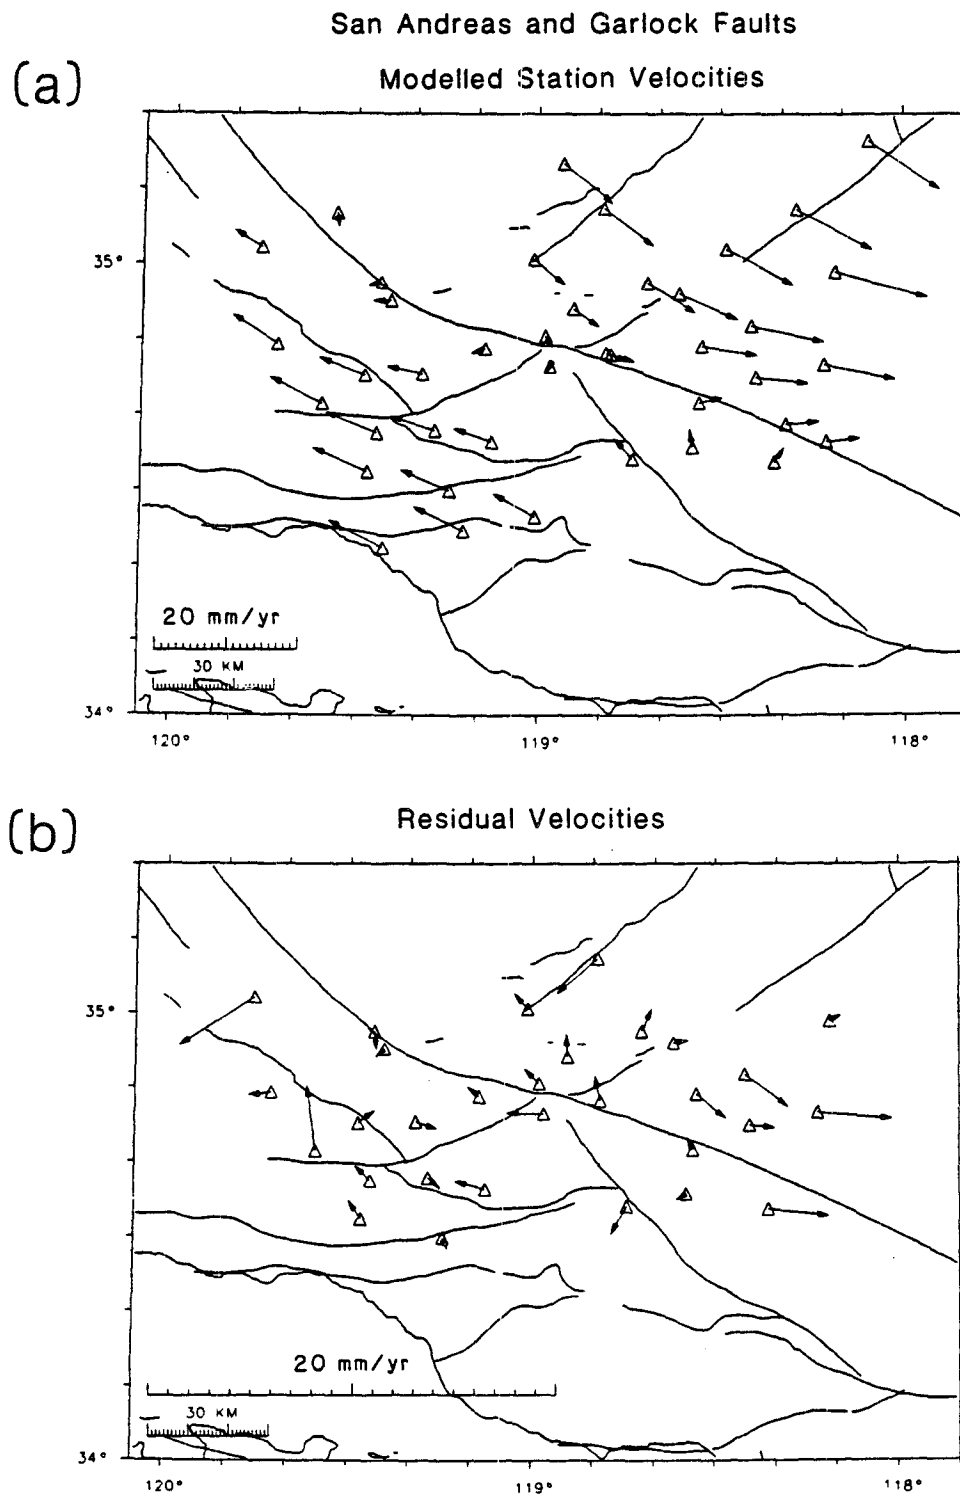 San Andreas and Garlock Faults
(a)
Modelled Station Velocities
35°
20 mm/yr
30 KM
34°
120°
119°
118°
(b)
Residual Velocities
35°
20 mm/yr
30 KM
34°
120°
119°
118°